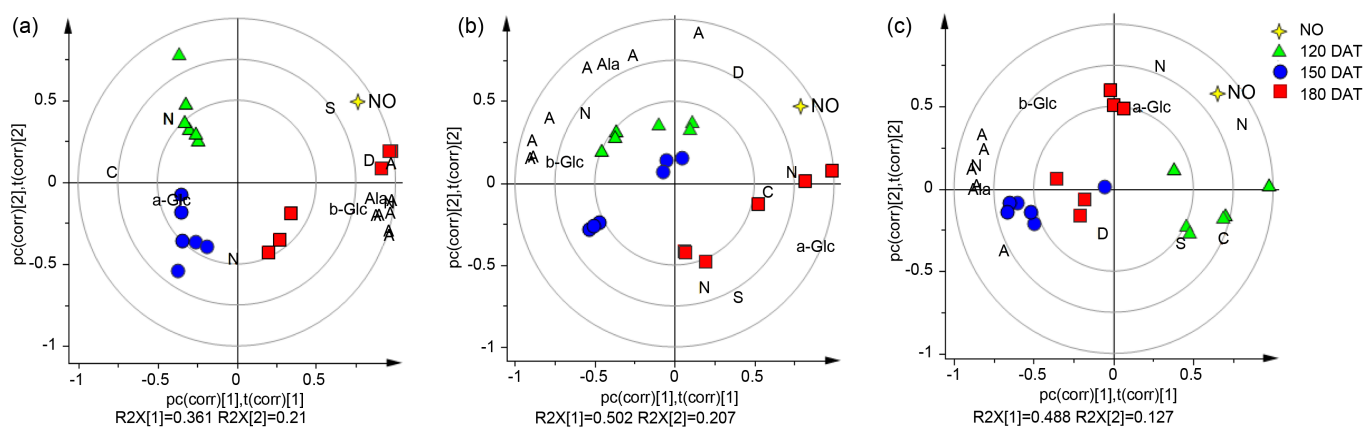 (a)
0.5
0
-0.5
-1
pc(corr)[2],t(corr)[2]
N
C
a-Glc
N
S
NO
D
A
b-Glc
Ala
A
A
A
A
-1
-0.5
0
0.5
pc(corr)[1],t(corr)[1]
R2X[1]=0.361 R2X[2]=0.21
(b)
0.5
0
-0.5
-1
pc(corr)[2],t(corr)[2]
A
A
Ala
A
D
NO
A
N
A
A
b-Glc
N
C
a-Glc
N
S
-1
-0.5
0
0.5
pc(corr)[1],t(corr)[1]
R2X[1]=0.502 R2X[2]=0.207
(c)
0.5
0
-0.5
-1
pc(corr)[2],t(corr)[2]
N
b-Glc
a-Glc
NO
N
A
A
N
A
A
Ala
A
D
S
C
-1
-0.5
0
0.5
pc(corr)[1],t(corr)[1]
R2X[1]=0.488 R2X[2]=0.127
NO
120 DAT
150 DAT
180 DAT